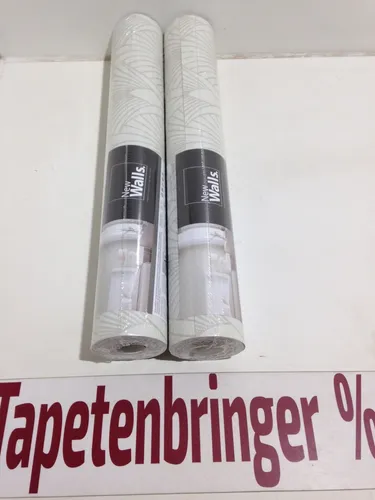 New
Walls.
New
Walls.
Tapetenbringer %